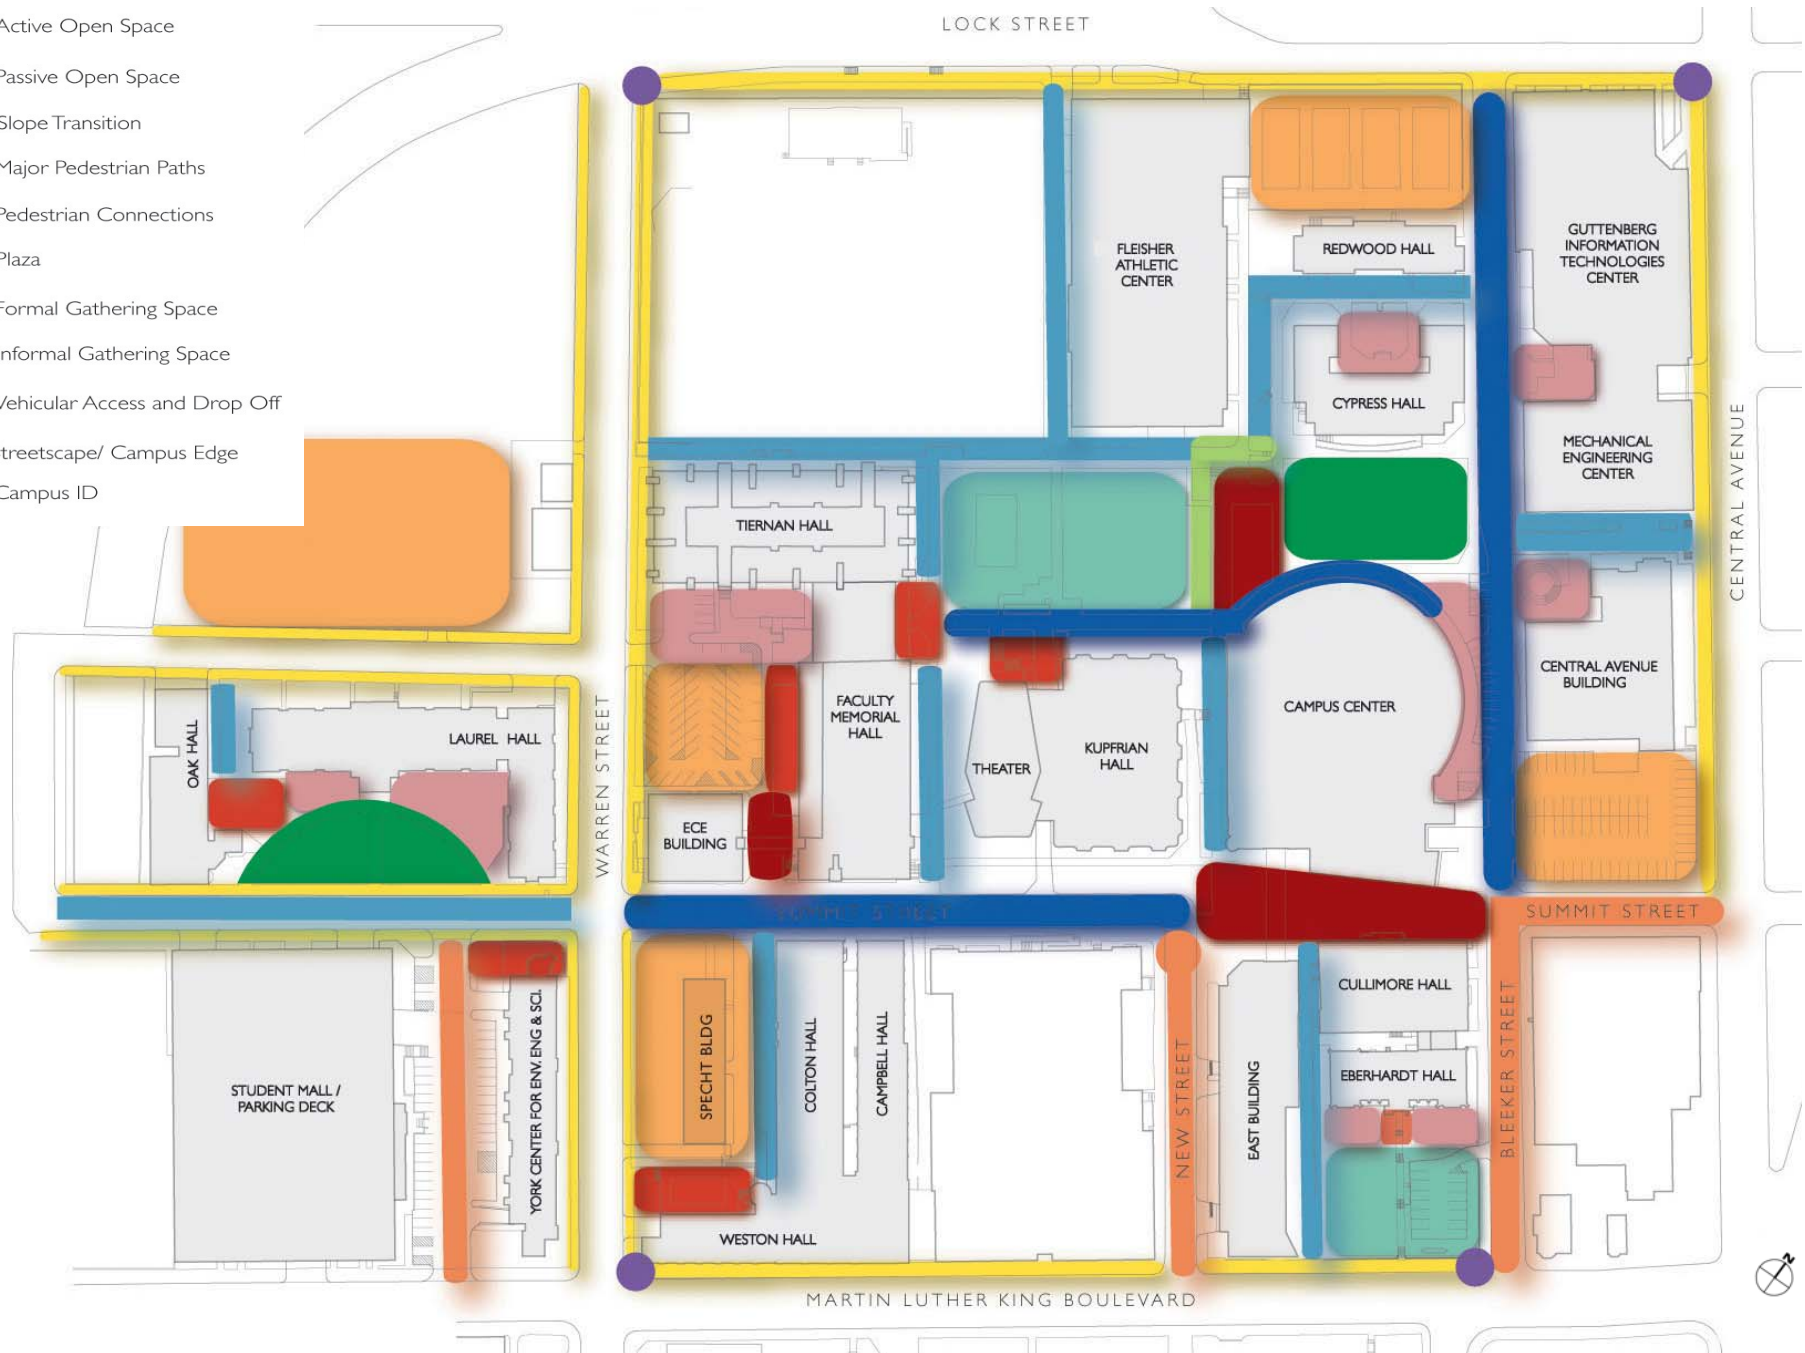 Active Open Space
Passive Open Space
Slope Transition
Major Pedestrian Paths
Pedestrian Connections
Plaza
Formal Gathering Space
Informal Gathering Space
Vehicular Access and Drop Off
treetscape/ Campus Edge
Campus ID
LOCK STREET
FLEISHER
ATHLETIC
CENTER
REDWOOD HALL
GUTTENBERG
INFORMATION
TECHNOLOGIES
CENTER
CYPRESS HALL
MECHANICAL
ENGINEERING
CENTER
CENTRAL AVENUE
TIERNAN HALL
OAK HALL
LAUREL HALL
WARREN STREET
FACULTY
MEMORIAL
HALL
ECE
BUILDING
THEATER
KUPFRIAN
HALL
CAMPUS CENTER
CENTRAL AVENUE
BUILDING
SUMMIT STREET
SUMMIT STREET
STUDENT MALL /
PARKING DECK
YORK CENTER FOR ENV. ENG & SCI.
SPECHT BLDG
COLTON HALL
CAMPBELL HALL
WESTON HALL
NEW STREET
EAST BUILDING
CULLIMORE HALL
EBERHARDT HALL
BLEEKER STREET
MARTIN LUTHER KING BOULEVARD
N